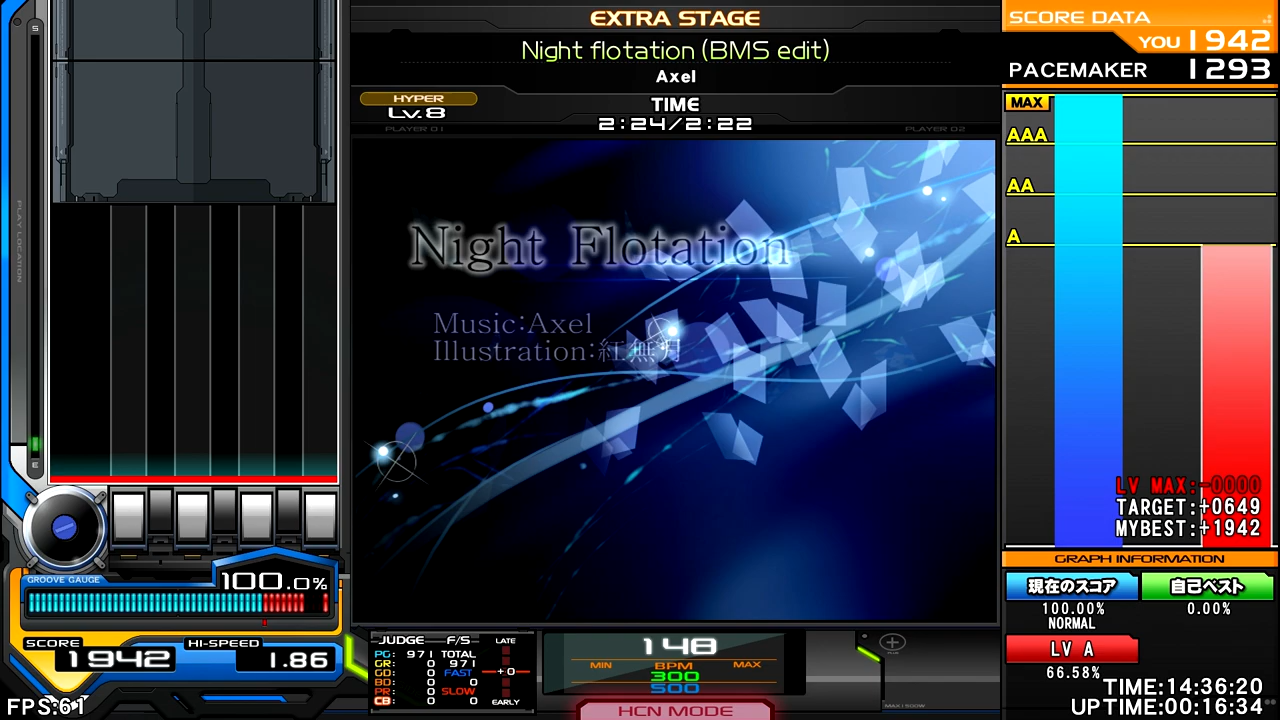 EXTRA STAGE
Night flotation (BMS edit)
Axel
HYPER
Lv.8
TIME
2:24/2:22
PLAYER 01
PLAYER 02
SCORE DATA
YOU 1942
PACEMAKER 1293
MAX
AAA
AA
A
LV MAX:-0000
TARGET:+0649
MYBEST:+1942
GRAPH INFORMATION
現在のスコア
自己ベスト
100.00%
0.00%
NORMAL
LV A
66.58%
TIME:14:36:20
UP TIME:00:16:34
Night Flotation
Music:Axel
Illustration:紅無月
S
PLAY LOCATION
E
GROOVE GAUGE
100.0%
SCORE
1942
HI-SPEED
1.86
FPS:61
JUDGE F/S LATE
PG: 971 TOTAL
GR: 0 971
GD: 0 FAST +0
BD: 0 0
PR: 0 SLOW
CB: 0 0 EARLY
148
MIN BPM MAX
300
500
HCN MODE